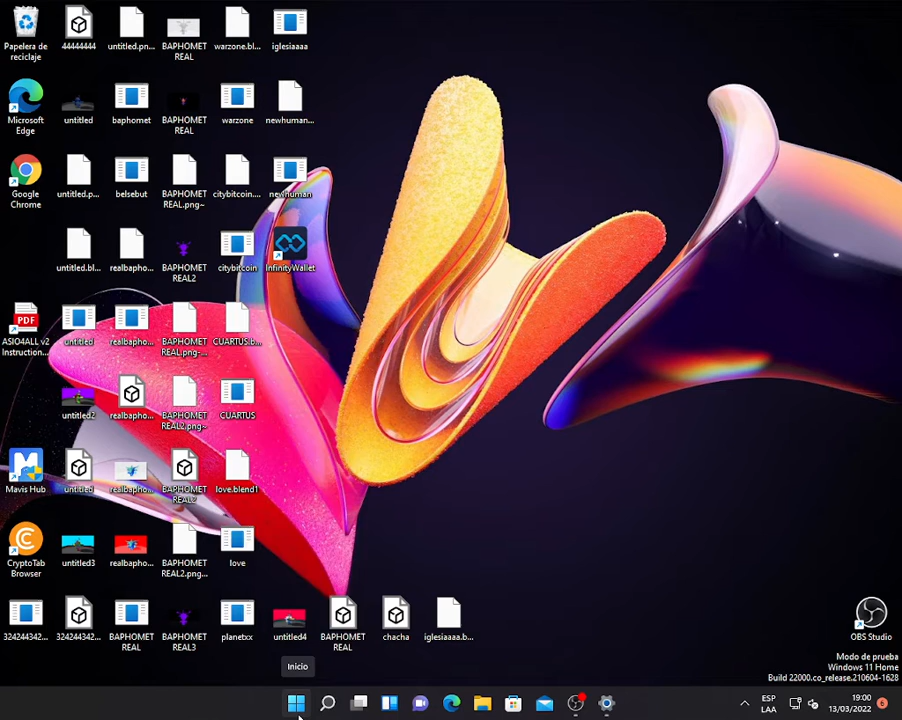 Papelera de
reciclaje
44444444
untitled.pn...
BAPHOMET
REAL
warzone.bl...
iglesiaaaa
Microsoft
Edge
untitled
baphomet
BAPHOMET
REAL
warzone
newhuman...
Google
Chrome
untitled.p...
belsebut
BAPHOMET
REAL.png~
citybitcoin....
newhuman
untitled.bl...
realbapho...
BAPHOMET
REAL2
citybitcoin
InfinityWallet
PDF
ASIO4ALL v2
Instruction...
untitled
realbapho...
BAPHOMET
REAL.png~...
CUARTUS.b...
untitled2
realbapho...
BAPHOMET
REAL2.png~
CUARTUS
Mavis Hub
untitled
realbapho...
BAPHOMET
REAL2
love.blend1
CryptoTab
Browser
untitled3
realbapho...
BAPHOMET
REAL2.png...
love
324244342...
324244342...
BAPHOMET
REAL
BAPHOMET
REAL3
planetxx
untitled4
BAPHOMET
REAL
chacha
iglesiaaaa.b...
OBS Studio
Inicio
Modo de prueba
Windows 11 Home
Build 22000.co_release.210604-1628
ESP
LAA
19:00
13/03/2022
6